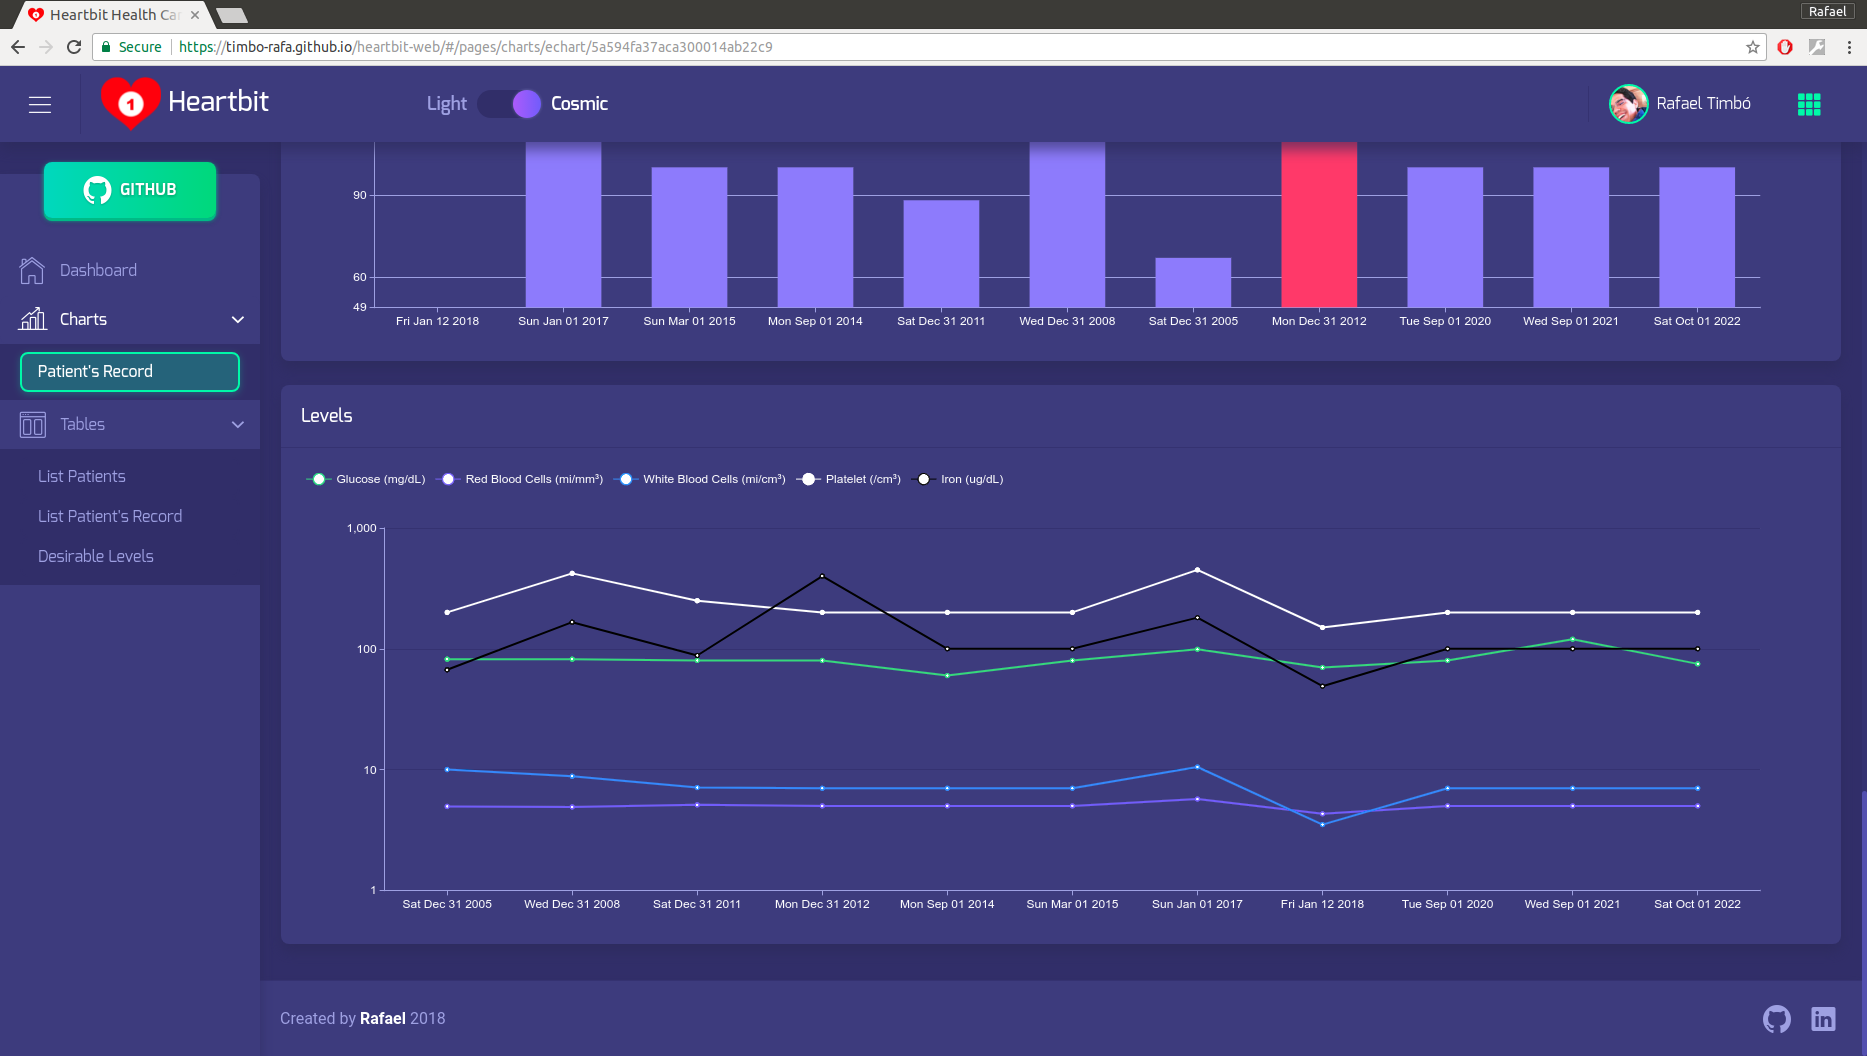 Heartbit Health Car
Rafael
Secure
https://timbo-rafa.github.io/heartbit-web/#/pages/charts/echart/5a594fa37aca300014ab22c9
1
Heartbit
Light
Cosmic
Rafael Timbó
GITHUB
Dashboard
Charts
Patient's Record
Tables
List Patients
List Patient's Record
Desirable Levels
90
60
49
Fri Jan 12 2018 Sun Jan 01 2017 Sun Mar 01 2015 Mon Sep 01 2014 Sat Dec 31 2011 Wed Dec 31 2008 Sat Dec 31 2005 Mon Dec 31 2012 Tue Sep 01 2020 Wed Sep 01 2021 Sat Oct 01 2022
Levels
Glucose (mg/dL) Red Blood Cells (mi/mm³) White Blood Cells (mi/cm³) Platelet (/cm³) Iron (ug/dL)
1,000
100
10
1
Sat Dec 31 2005 Wed Dec 31 2008 Sat Dec 31 2011 Mon Dec 31 2012 Mon Sep 01 2014 Sun Mar 01 2015 Sun Jan 01 2017 Fri Jan 12 2018 Tue Sep 01 2020 Wed Sep 01 2021 Sat Oct 01 2022
Created by Rafael 2018
in